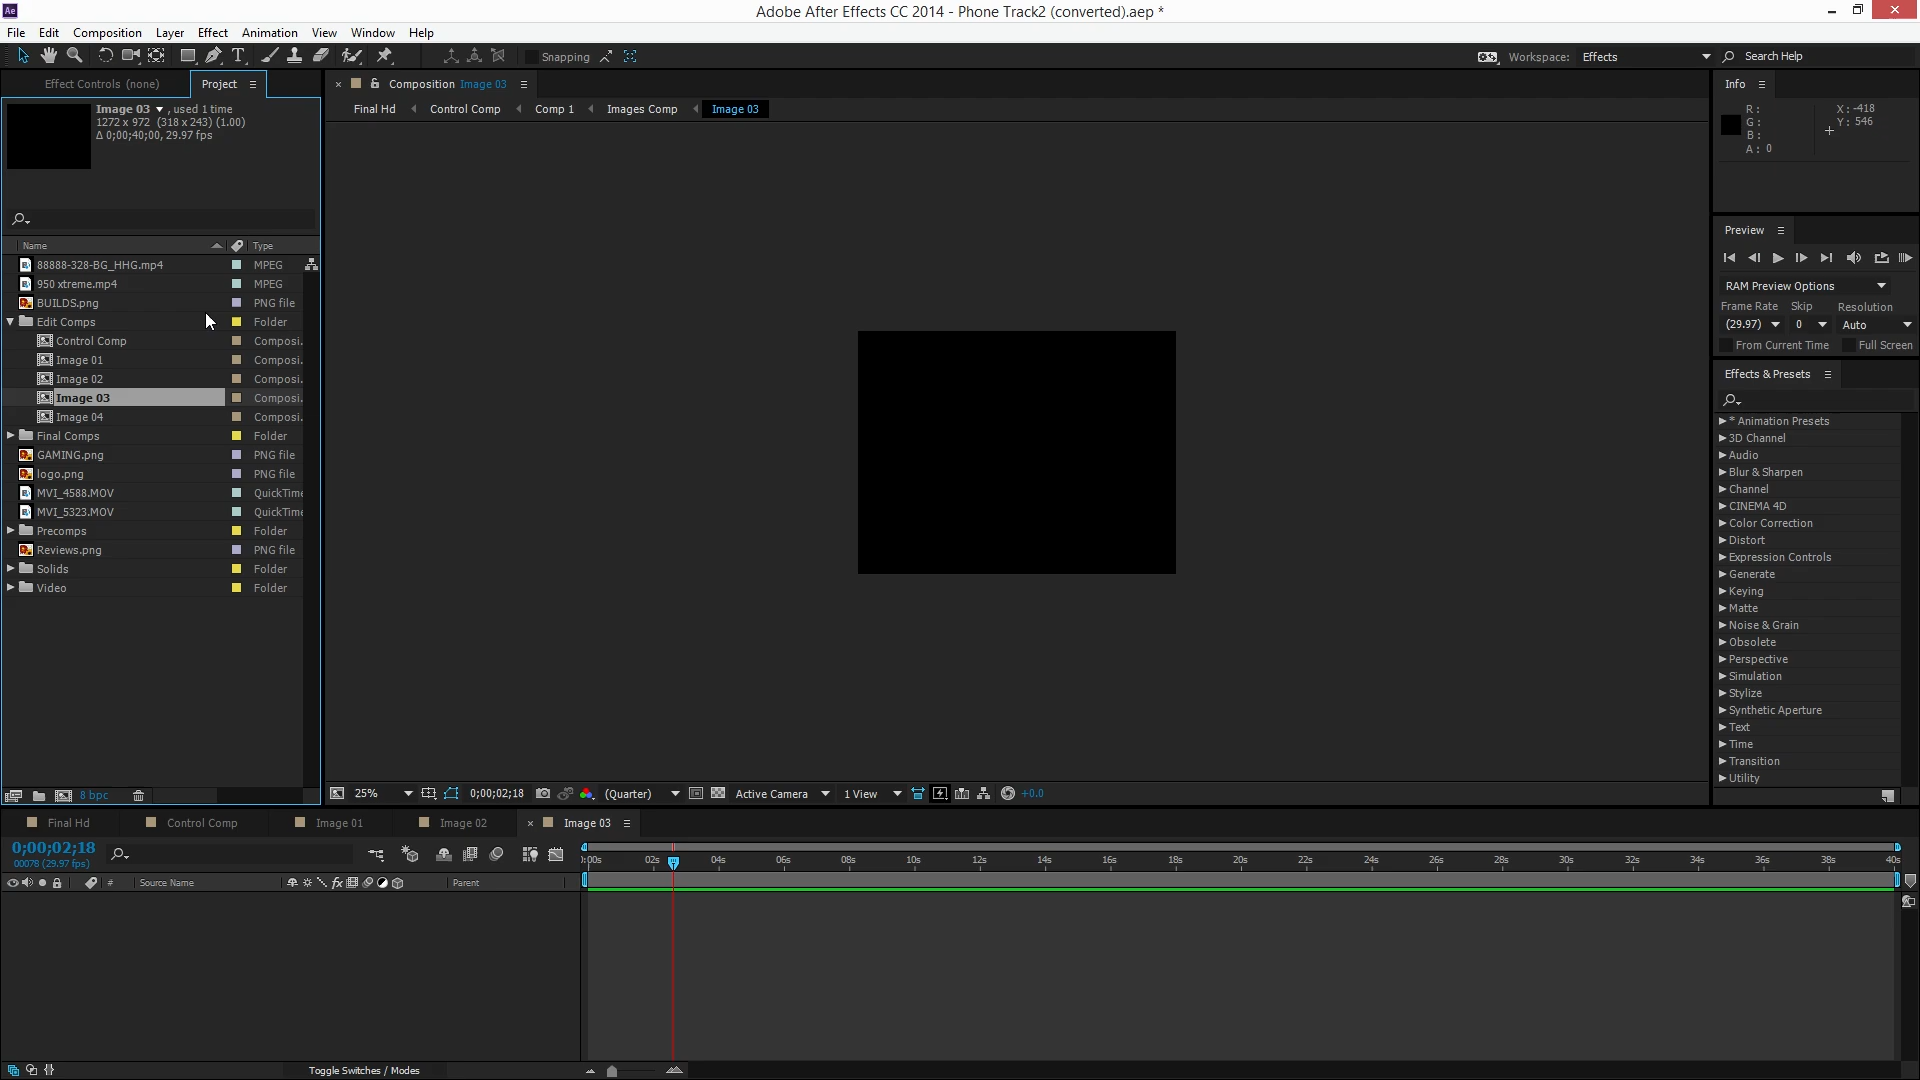 Ae Adobe After Effects CC 2014 - Phone Track2 (converted).aep *
File Edit Composition Layer Effect Animation View Window Help
T Snapping Workspace: Effects Search Help
Effect Controls (none) Project
Image 03 , used 1 time
1272 x 972 (318 x 243) (1.00)
Δ 0;00;40;00, 29.97 fps
Name Type
88888-328-BG_HHG.mp4 MPEG
950 xtreme.mp4 MPEG
BUILDS.png PNG file
Edit Comps Folder
Control Comp Composi.
Image 01 Composi.
Image 02 Composi.
Image 03 Composi.
Image 04 Composi.
Final Comps Folder
GAMING.png PNG file
logo.png PNG file
MVI_4588.MOV QuickTime
MVI_5323.MOV QuickTime
Precomps Folder
Reviews.png PNG file
Solids Folder
Video Folder
8 bpc
× Composition Image 03
Final Hd Control Comp Comp 1 Images Comp Image 03
25% 0;00;02;18 (Quarter) Active Camera 1 View +0.0
Info
R: X: -418
G: Y: 546
B:
A: 0
Preview
RAM Preview Options
Frame Rate Skip Resolution
(29.97) 0 Auto
From Current Time Full Screen
Effects & Presets
* Animation Presets
3D Channel
Audio
Blur & Sharpen
Channel
CINEMA 4D
Color Correction
Distort
Expression Controls
Generate
Keying
Matte
Noise & Grain
Obsolete
Perspective
Simulation
Stylize
Synthetic Aperture
Text
Time
Transition
Utility
Final Hd Control Comp Image 01 Image 02 × Image 03
0;00;02;18
00078 (29.97 fps)
# Source Name fx Parent
):00s 02s 04s 06s 08s 10s 12s 14s 16s 18s 20s 22s 24s 26s 28s 30s 32s 34s 36s 38s 40s
Toggle Switches / Modes